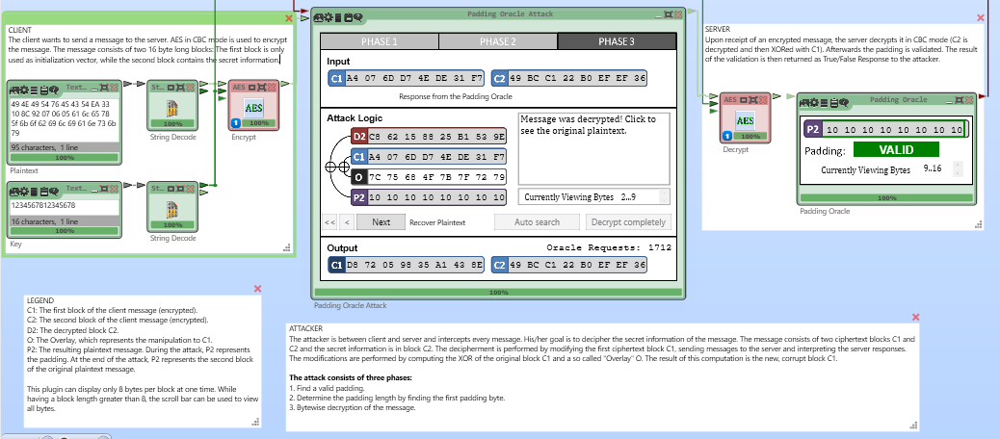 CLIENT
The client wants to send a message to the server. AES in CBC mode is used to encrypt
the message. The message consists of two 16 byte long blocks: The first block is only
used as initialization vector, while the second block contains the secret information.
Text...
49 4E 49 54 76 45 43 54 EA 33
10 8C 92 07 06 05 61 6c 65 78
5f 6b 6f 62 69 6c 69 61 6e 73 6b
79
95 characters, 1 line
100%
Plaintext
St...
100%
String Decode
AES
1
100%
Encrypt
Text...
1234567812345678
16 characters, 1 line
100%
Key
St...
100%
String Decode
Padding Oracle Attack
PHASE 1
PHASE 2
PHASE 3
Input
C1 A4 07 6D D7 4E DE 31 F7
C2 49 BC C1 22 B0 EF EF 36
Response from the Padding Oracle
Attack Logic
D2 C8 62 15 88 25 B1 53 9E
C1 A4 07 6D D7 4E DE 31 F7
O 7C 75 68 4F 7B 7F 72 79
P2 10 10 10 10 10 10 10 10
Message was decrypted! Click to
see the original plaintext.
Currently Viewing Bytes 2...9
<< < Next Recover Plaintext Auto search Decrypt completely
Output
Oracle Requests: 1712
C1 D8 72 05 98 35 A1 43 8E
C2 49 BC C1 22 B0 EF EF 36
100%
Padding Oracle Attack
SERVER
Upon receipt of an encrypted message, the server decrypts it in CBC mode (C2 is
decrypted and then XORed with C1). Afterwards the padding is validated. The result
of the validation is then returned as True/False Response to the attacker.
AES
AES
1
100%
Decrypt
Padding Oracle
P2 10 10 10 10 10 10 10 10
Padding: VALID
Currently Viewing Bytes 9..16
100%
Padding Oracle
LEGEND
C1: The first block of the client message (encrypted).
C2: The second block of the client message (encrypted).
D2: The decrypted block C2.
O: The Overlay, which represents the manipulation to C1.
P2: The resulting plaintext message. During the attack, P2 represents
the padding. At the end of the attack, P2 represents the second block
of the original plaintext message.
This plugin can display only 8 bytes per block at one time. While
having a block length greater than 8, the scroll bar can be used to view
all bytes.
ATTACKER
The attacker is between client and server and intercepts every message. His/her goal is to decipher the secret information of the message. The message consists of two ciphertext blocks C1 and
C2 and the secret information is in block C2. The decipherment is performed by modifying the first ciphertext block C1, sending messages to the server and interpreting the server responses.
The modifications are performed by computing the XOR of the original block C1 and a so called "Overlay" O. The result of this computation is the new, corrupt block C1.
The attack consists of three phases:
1. Find a valid padding.
2. Determine the padding length by finding the first padding byte.
3. Bytewise decryption of the message.